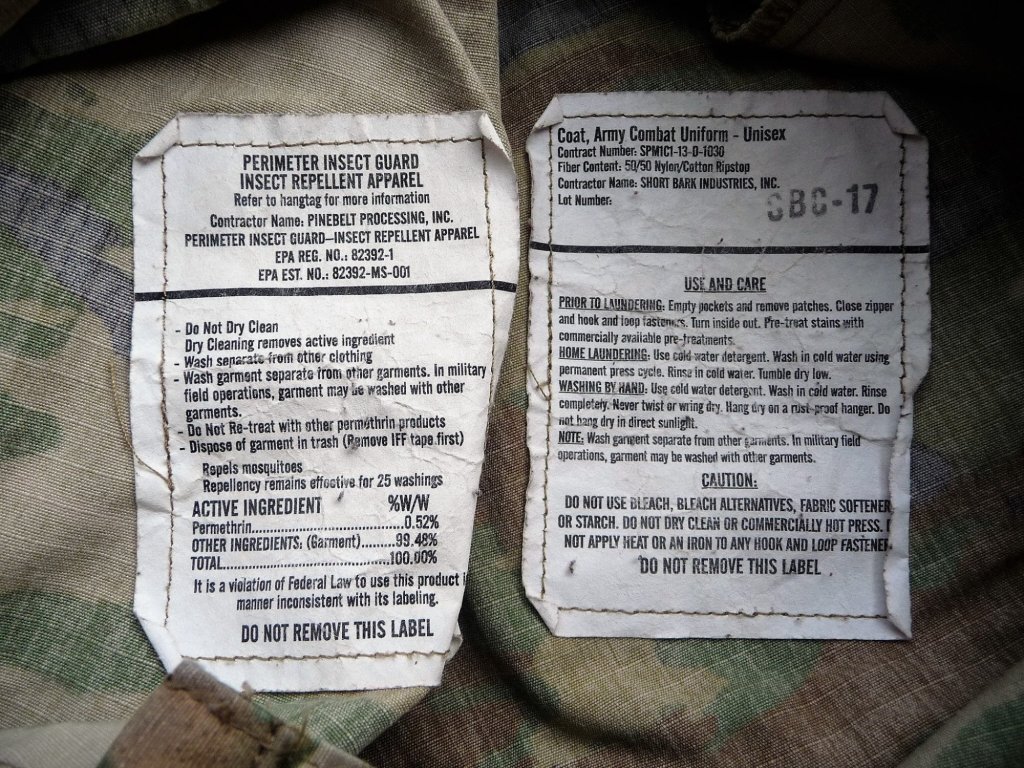 PERIMETER INSECT GUARD
INSECT REPELLENT APPAREL
Refer to hangtag for more information
Contractor Name: PINEBELT PROCESSING, INC.
PERIMETER INSECT GUARD—INSECT REPELLENT APPAREL
EPA REG. NO.: 82392-1
EPA EST. NO.: 82392-MS-001
- Do Not Dry Clean
Dry Cleaning removes active ingredient
- Wash separate from other clothing
- Wash garment separate from other garments. In military
field operations, garment may be washed with other
garments.
- Do Not Re-treat with other permethrin products
- Dispose of garment in trash (Remove IFF tape first)
Repels mosquitoes
Repellency remains effective for 25 washings
ACTIVE INGREDIENT %W/W
Permethrin..............................0.52%
OTHER INGREDIENTS: (Garment)........99.48%
TOTAL....................................100.00%
It is a violation of Federal Law to use this product i
manner inconsistent with its labeling.
DO NOT REMOVE THIS LABEL
Coat, Army Combat Uniform - Unisex
Contract Number: SPM1C1-13-D-1030
Fiber Content: 50/50 Nylon/Cotton Ripstop
Contractor Name: SHORT BARK INDUSTRIES, INC.
Lot Number: SBC-17
USE AND CARE
PRIOR TO LAUNDERING: Empty pockets and remove patches. Close zipper
and hook and loop fasteners. Turn inside out. Pre-treat stains with
commercially available pre-treatments.
HOME LAUNDERING: Use cold water detergent. Wash in cold water using
permanent press cycle. Rinse in cold water. Tumble dry low.
WASHING BY HAND: Use cold water detergent. Wash in cold water. Rinse
completely. Never twist or wring dry. Hang dry on a rust-proof hanger. Do
not hang dry in direct sunlight.
NOTE: Wash garment separate from other garments. In military field
operations, garment may be washed with other garments.
CAUTION:
DO NOT USE BLEACH, BLEACH ALTERNATIVES, FABRIC SOFTENER
OR STARCH. DO NOT DRY CLEAN OR COMMERCIALLY HOT PRESS.
NOT APPLY HEAT OR AN IRON TO ANY HOOK AND LOOP FASTENE
DO NOT REMOVE THIS LABEL